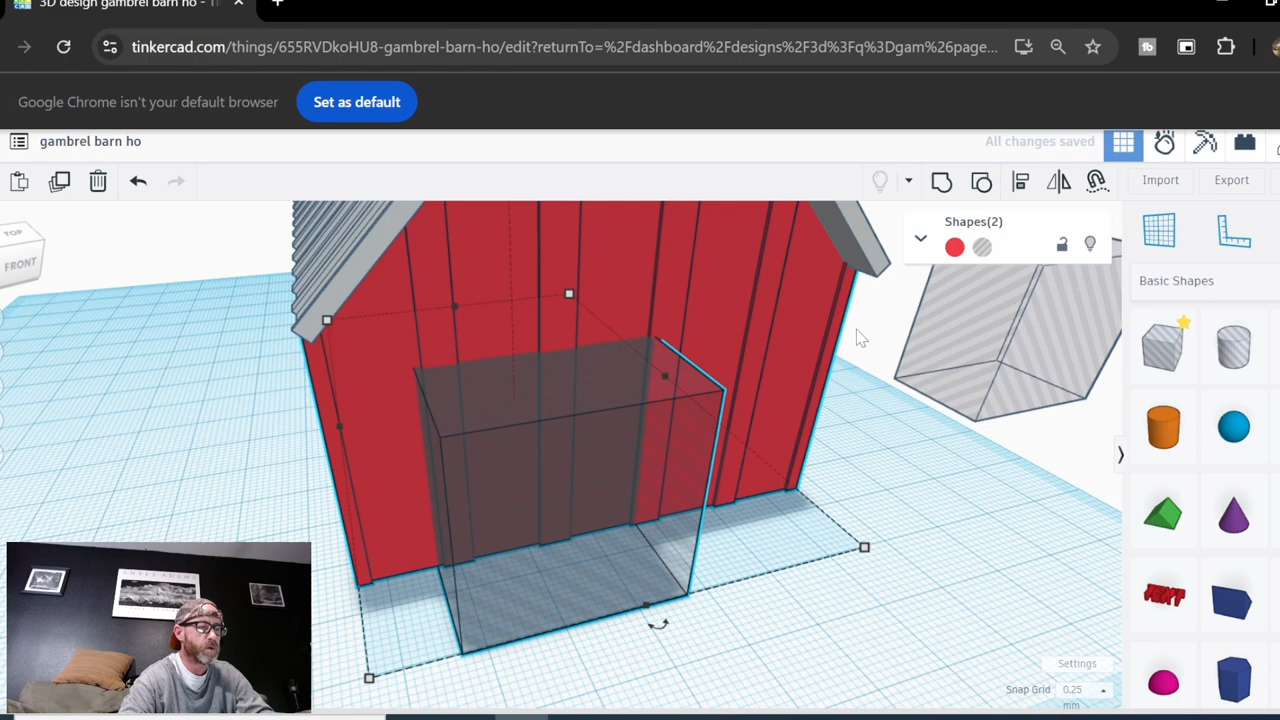 3D design gambrel barn ho - Ti
tinkercad.com/things/655RVDkoHU8-gambrel-barn-ho/edit?returnTo=%2Fdashboard%2Fdesigns%2F3d%3Fq%3Dgam%26page...
Google Chrome isn't your default browser
Set as default
gambrel barn ho
All changes saved
Import
Export
TOP
FRONT
Shapes(2)
Basic Shapes
TEXT
Settings
Snap Grid 0.25
mm